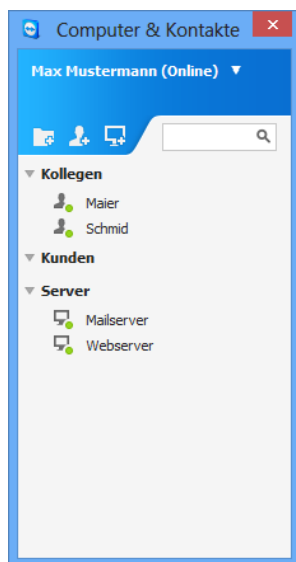 Computer & Kontakte
Max Mustermann (Online)
Kollegen
Maier
Schmid
Kunden
Server
Mailserver
Webserver